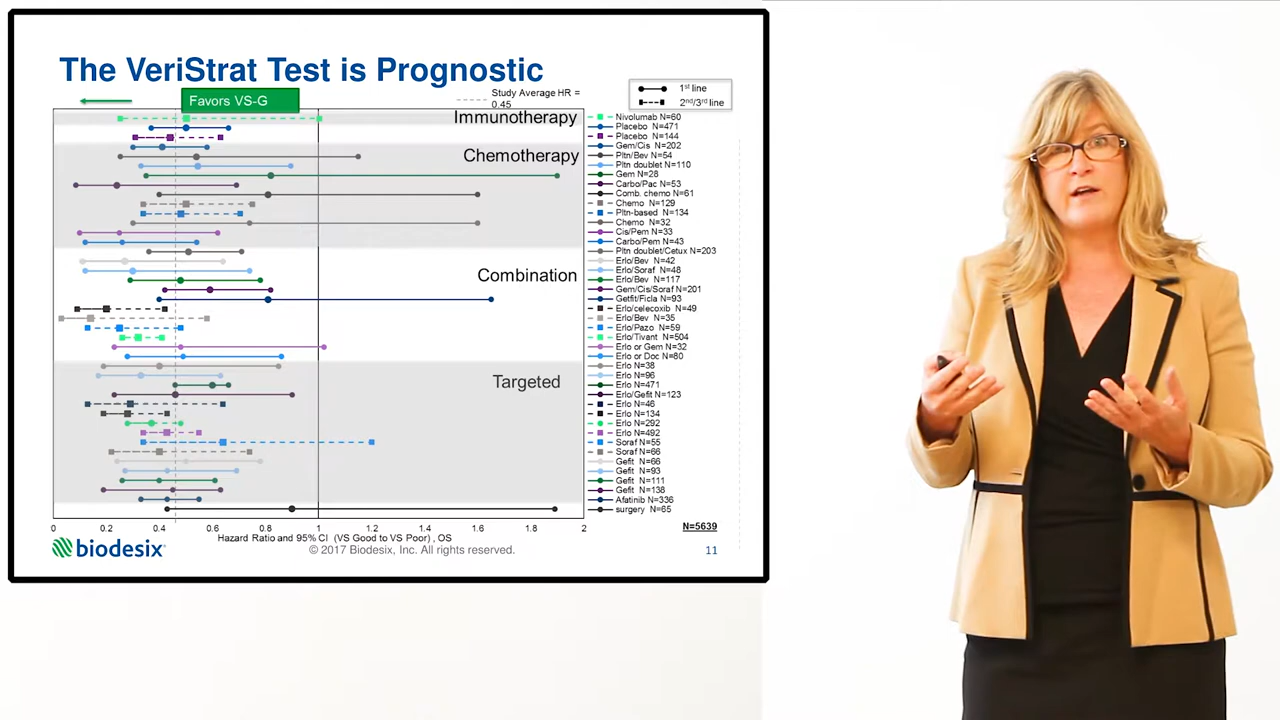 The VeriStrat Test is Prognostic
Favors VS-G
Study Average HR =
0.45
1st line
2nd/3rd line
Immunotherapy
Chemotherapy
Combination
Targeted
Nivolumab N=60
Placebo N=471
Placebo N=144
Gem/Cis N=202
Pltn/Bev N=54
Pltn doublet N=110
Gem N=28
Carbo/Pac N=53
Comb. chemo N=61
Chemo N=129
Pltn-based N=134
Chemo N=32
Cis/Pem N=33
Carbo/Pem N=43
Pltn doublet/Cetux N=203
Erlo/Bev N=42
Erlo/Soraf N=48
Erlo/Bev N=117
Gem/Cis/Soraf N=201
Getfit/Ficla N=93
Erlo/celecoxib N=49
Erlo/Bev N=35
Erlo/Pazo N=59
Erlo/Tivant N=504
Erlo or Gem N=32
Erlo or Doc N=80
Erlo N=38
Erlo N=96
Erlo N=471
Erlo/Gefit N=123
Erlo N=46
Erlo N=134
Erlo N=292
Erlo N=492
Soraf N=55
Soraf N=66
Gefit N=66
Gefit N=93
Gefit N=111
Gefit N=138
Afatinib N=336
surgery N=65
0 0.2 0.4 0.6 0.8 1 1.2 1.4 1.6 1.8 2
Hazard Ratio and 95% CI (VS Good to VS Poor) , OS
N=5639
biodesix
© 2017 Biodesix, Inc. All rights reserved.
11